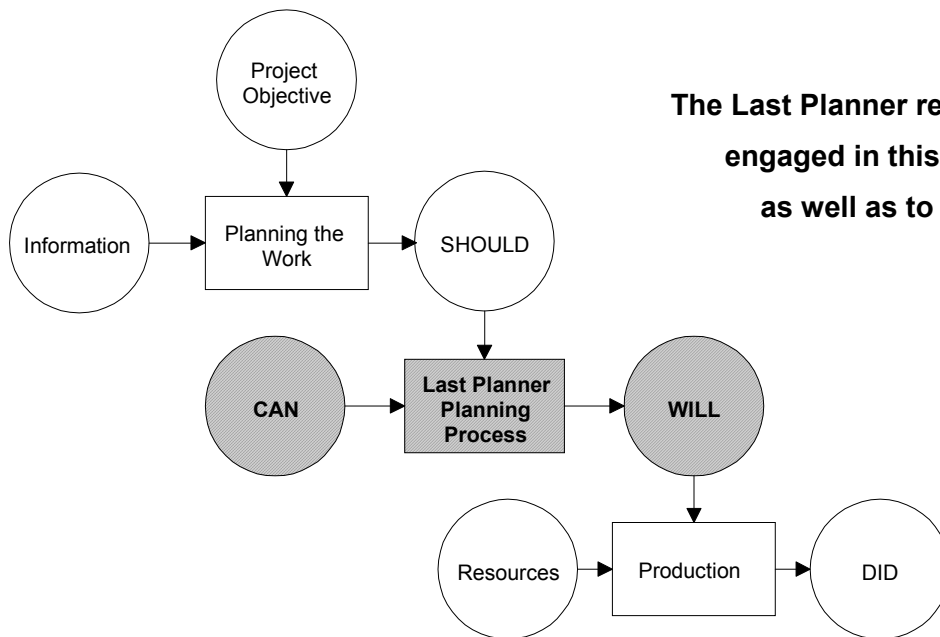 Project
Objective
The Last Planner
engaged in this
as well as to
Information
Planning the
Work
SHOULD
CAN
Last Planner
Planning
Process
WILL
Resources
Production
DID